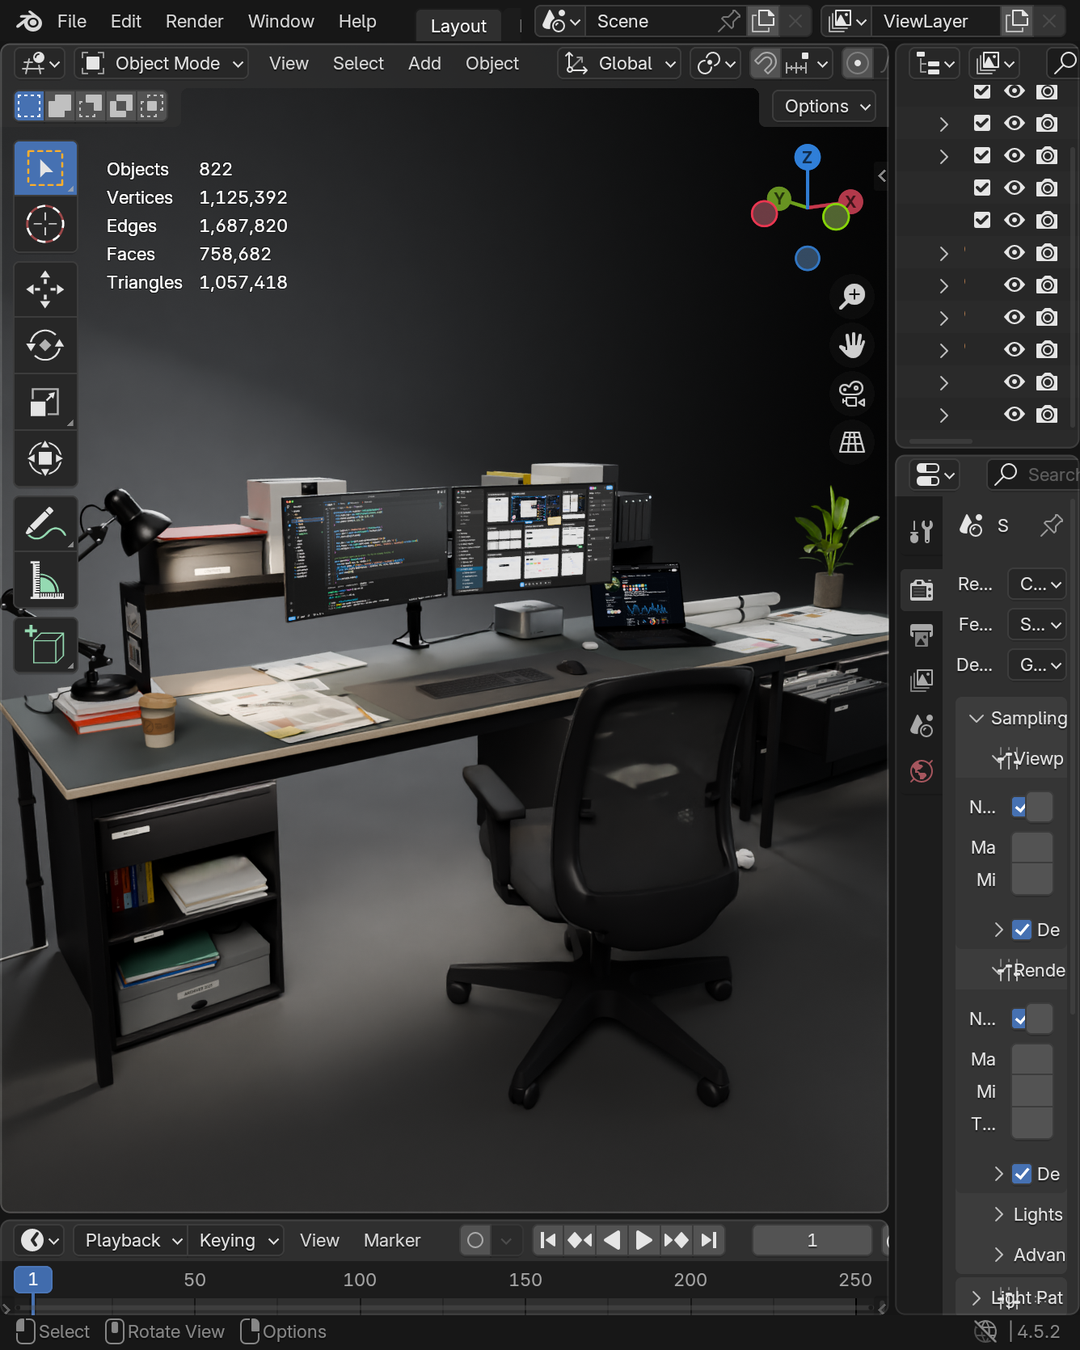 File Edit Render Window Help Layout Scene ViewLayer
Object Mode View Select Add Object Global
Options
Objects 822
Vertices 1,125,392
Edges 1,687,820
Faces 758,682
Triangles 1,057,418
Z
Y
X
Search
S
Re... C...
Fe... S...
De... G...
Sampling
Viewp
N...
Ma
Mi
De
Rende
N...
Ma
Mi
T...
De
Lights
Advan
Light Pat
Playback Keying View Marker 1
1 50 100 150 200 250
Select Rotate View Options 4.5.2